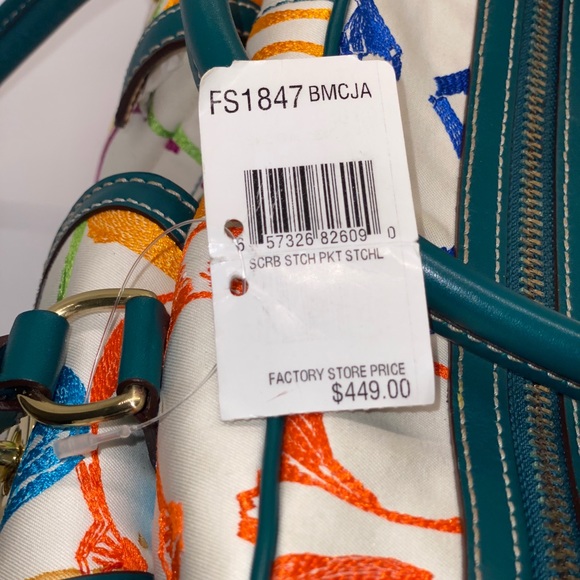 FS1847 BMCJA
6 57326 82609 0
SCRB STCH PKT STCHL
FACTORY STORE PRICE
$449.00